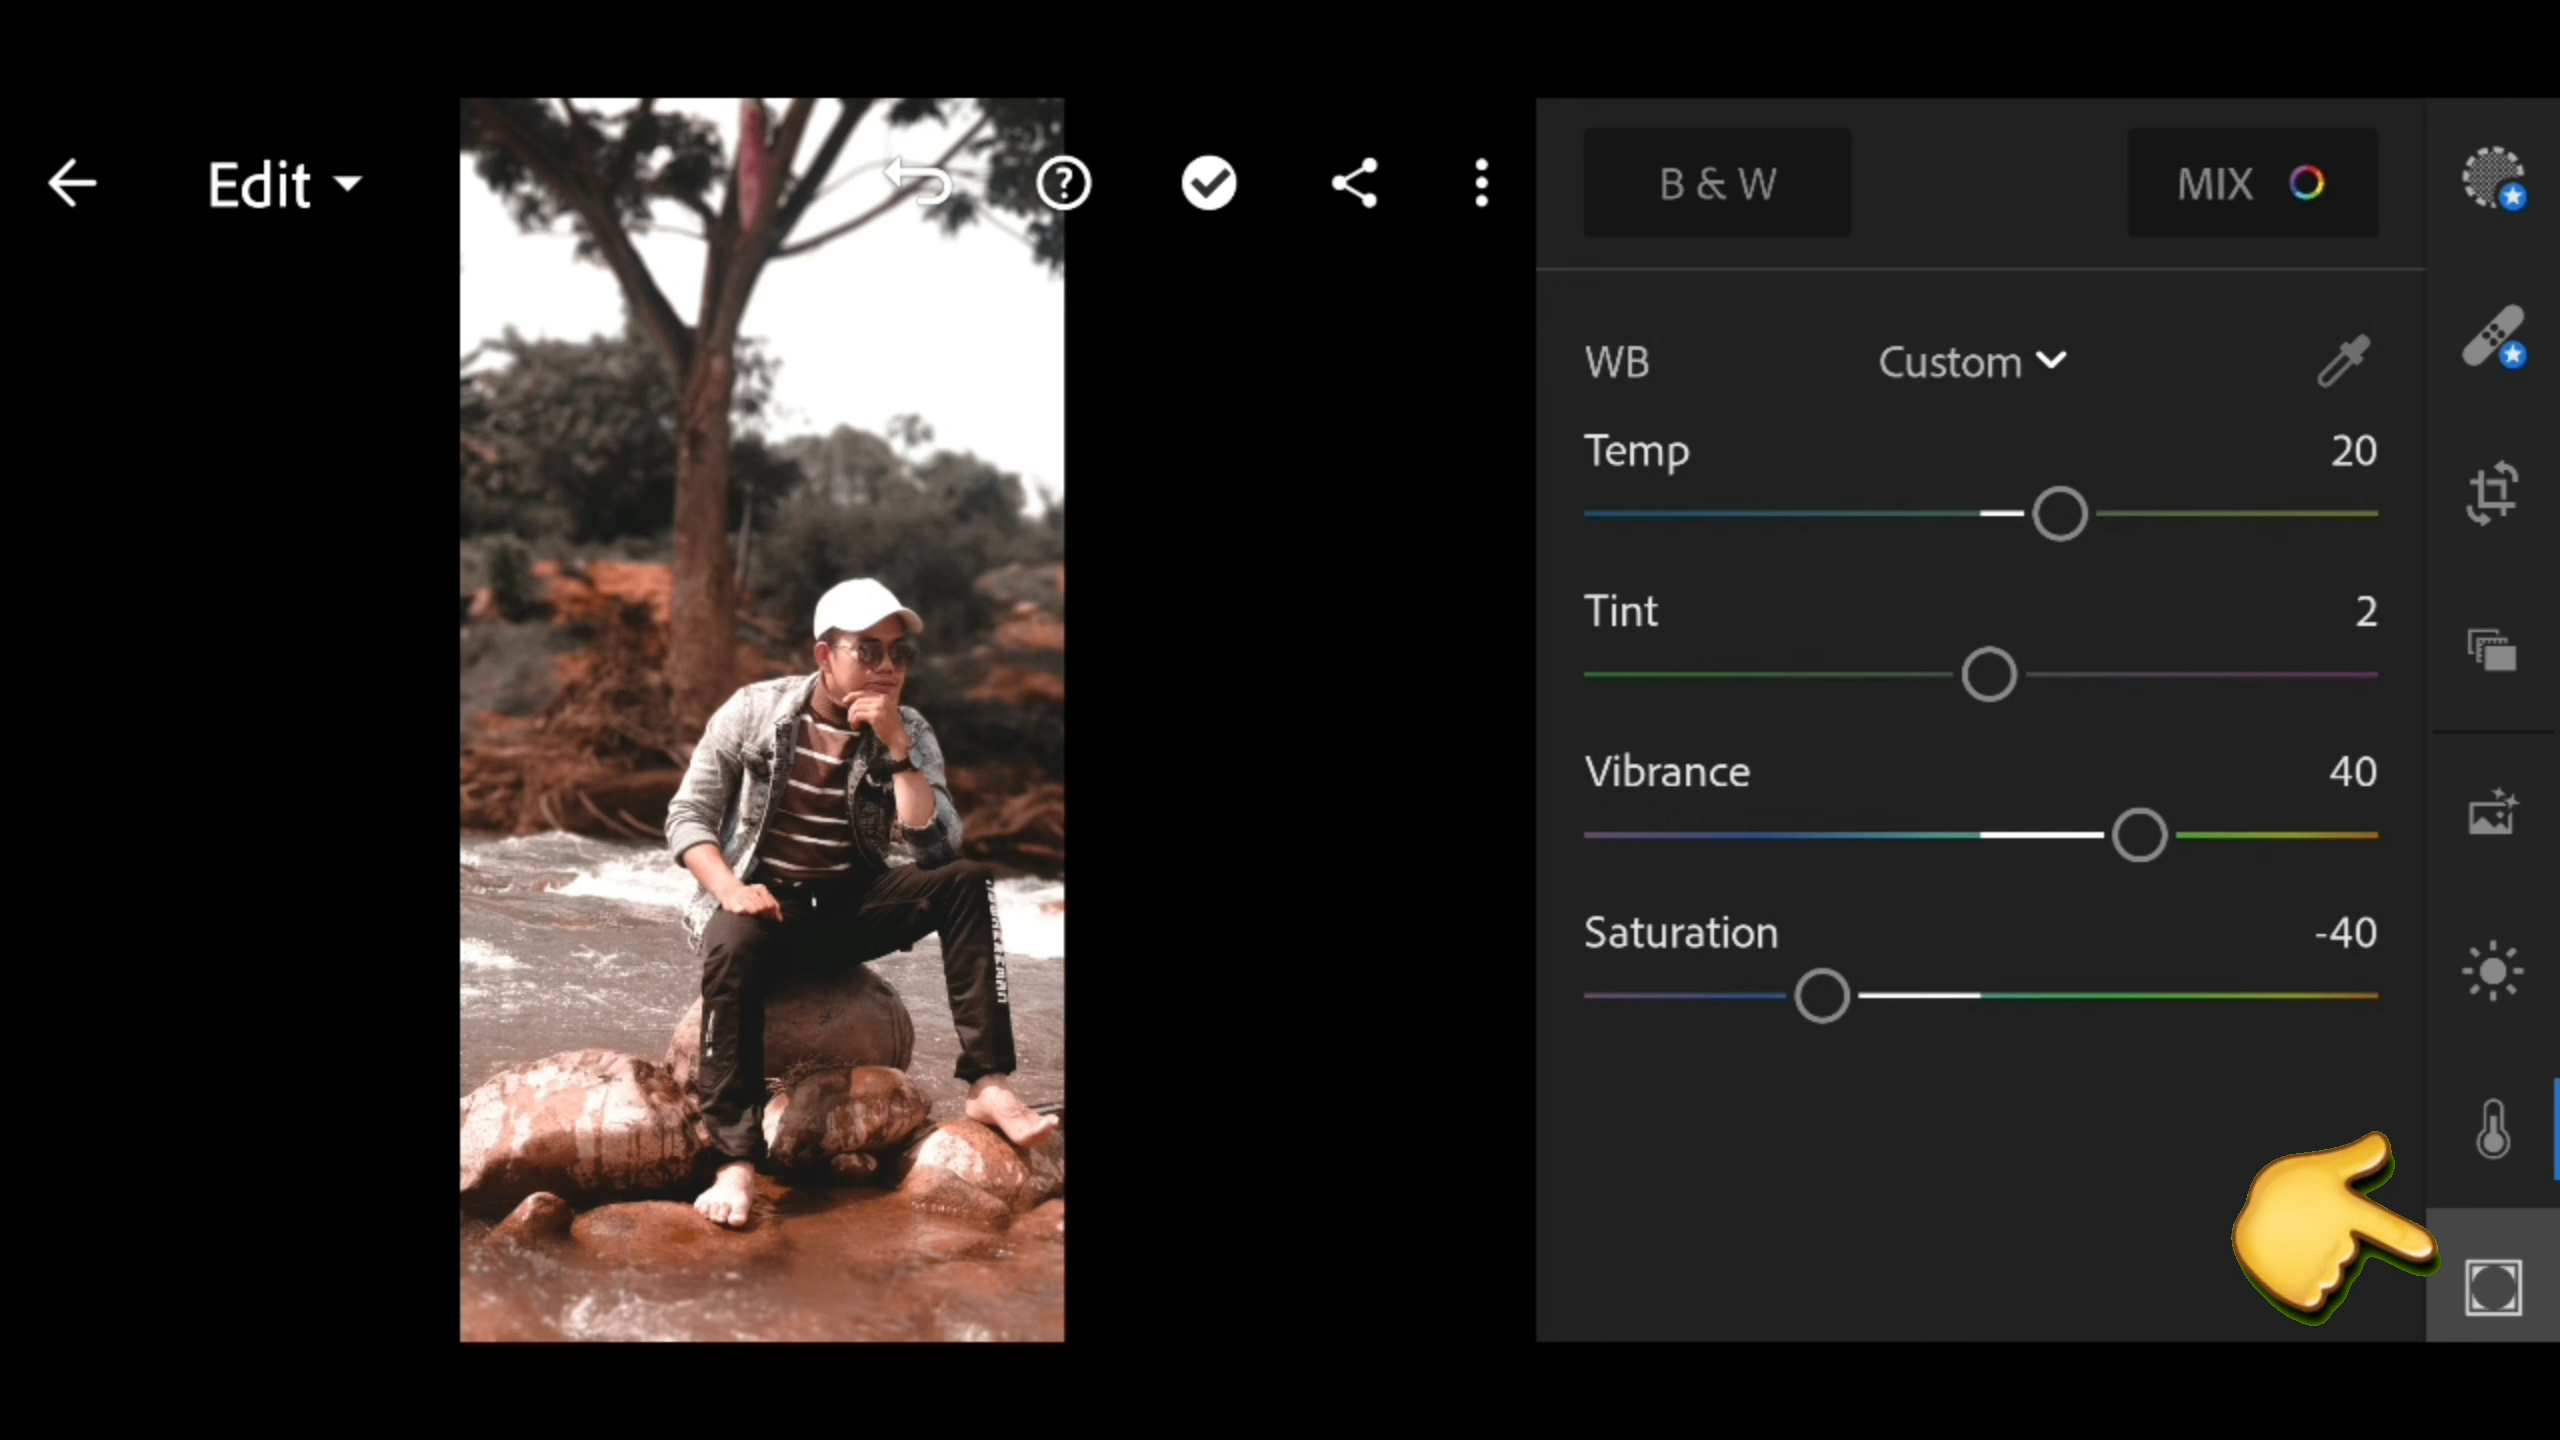 Edit
B & W
MIX
WB Custom
Temp 20
Tint 2
Vibrance 40
Saturation -40